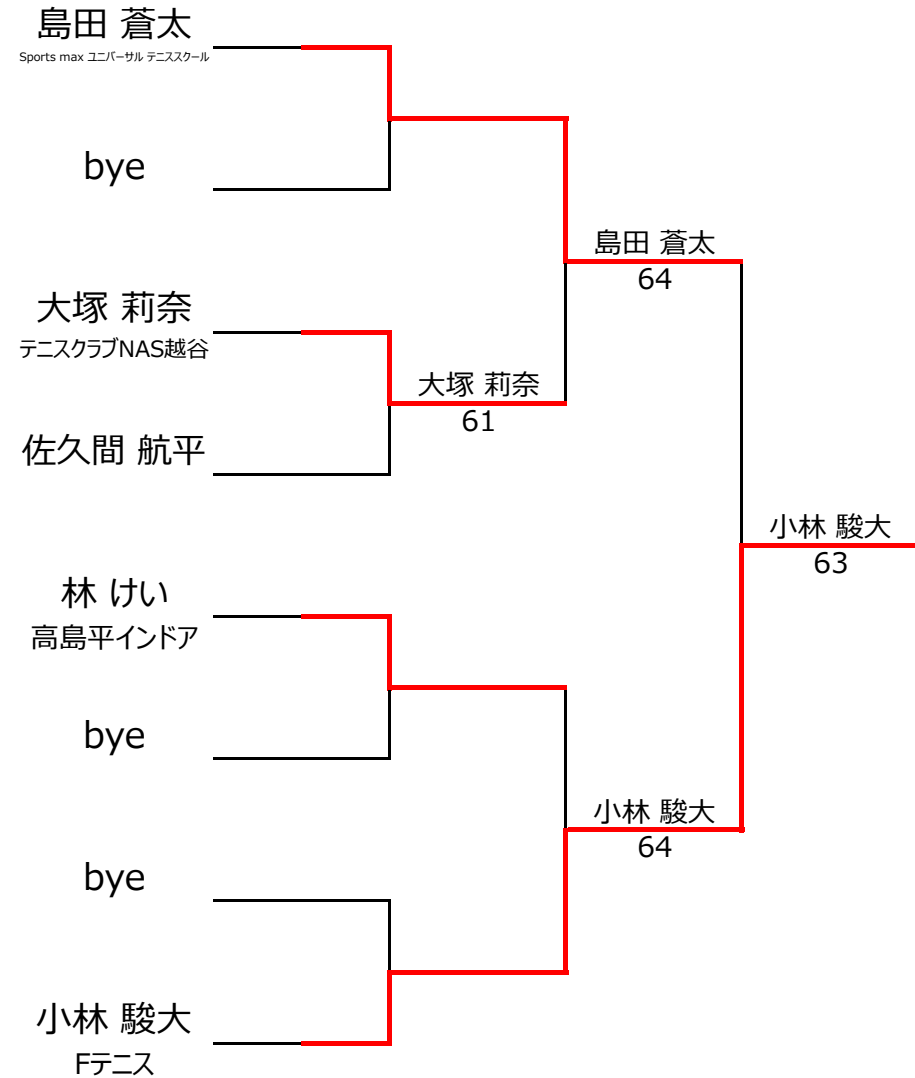 島田 蒼太
Sports max ユニバーサル テニススクール
bye
島田 蒼太
64
大塚 莉奈
テニスクラブNAS越谷
大塚 莉奈
61
佐久間 航平
小林 駿大
63
林 けい
高島平インドア
bye
小林 駿大
64
bye
小林 駿大
Fテニス